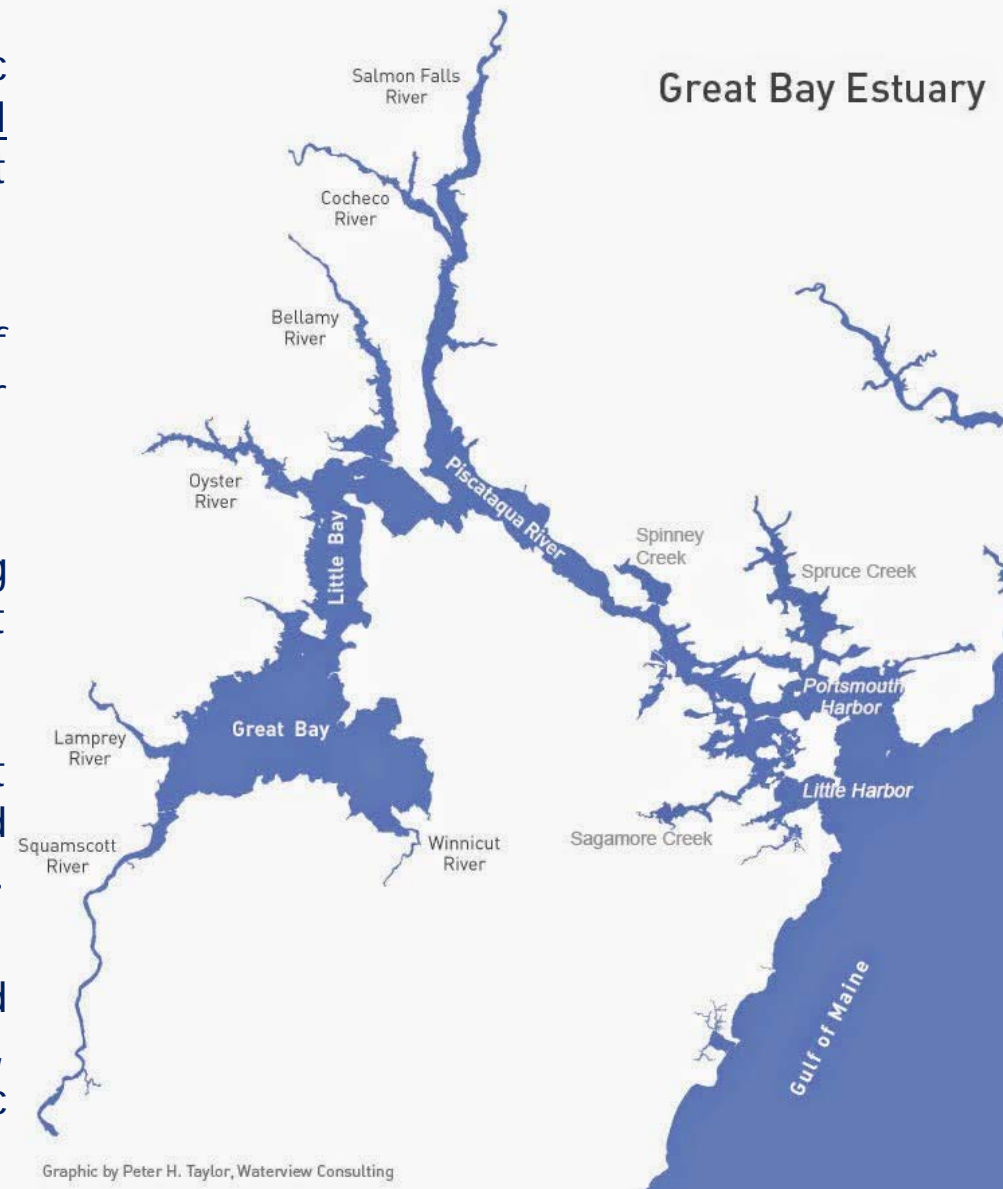 Great Bay Estuary
Salmon Falls
River
Cocheco
River
Bellamy
River
Oyster
River
Piscataqua River
Little Bay
Spinney
Creek
Spruce Creek
Portsmouth
Harbor
Great Bay
Lamprey
River
Little Harbor
Squamscott
River
Winnicut
River
Sagamore Creek
Gulf of Maine
Graphic by Peter H. Taylor, Waterview Consulting